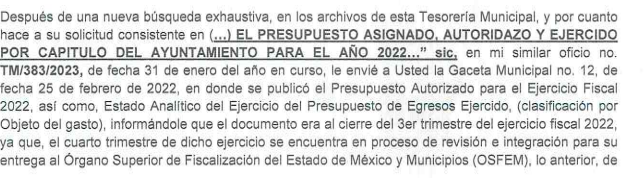 Después de una nueva búsqueda exhaustiva, en los archivos de esta Tesorería Municipal, y por cuanto
hace a su solicitud consistente en (...) EL PRESUPUESTO ASIGNADO, AUTORIDAZO Y EJERCIDO
POR CAPITULO DEL AYUNTAMIENTO PARA EL AÑO 2022..." sic, en mi similar oficio no.
TM/383/2023, de fecha 31 de enero del año en curso, le envié a Usted la Gaceta Municipal no. 12, de
fecha 25 de febrero de 2022, en donde se publicó el Presupuesto Autorizado para el Ejercicio Fiscal
2022, así como, Estado Analítico del Ejercicio del Presupuesto de Egresos Ejercido, (clasificación por
Objeto del gasto), informándole que el documento era al cierre del 3er trimestre del ejercicio fiscal 2022,
ya que, el cuarto trimestre de dicho ejercicio se encuentra en proceso de revisión e integración para su
entrega al Órgano Superior de Fiscalización del Estado de México y Municipios (OSFEM), lo anterior, de